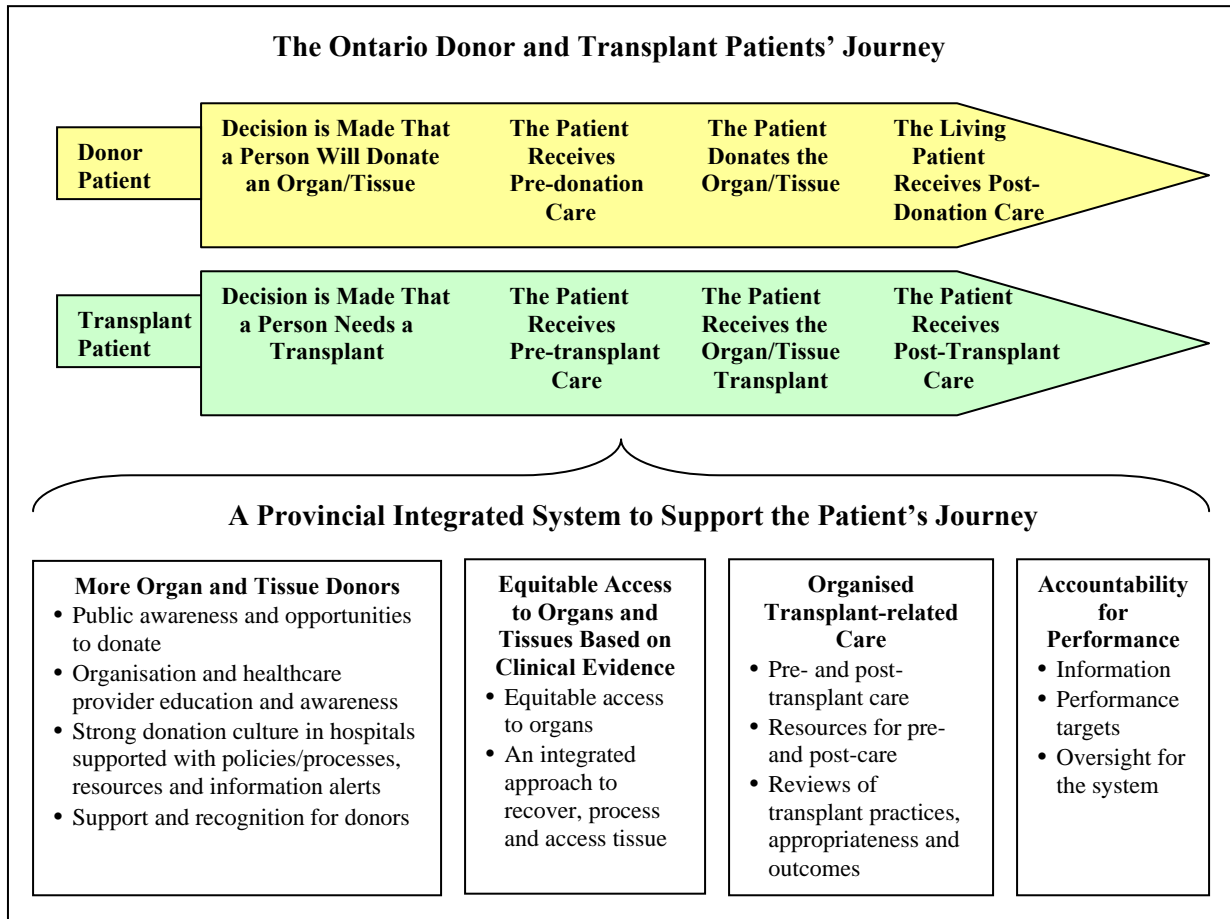 The Ontario Donor and Transplant Patients’ Journey
Donor
Patient
Decision is Made That
a Person Will Donate
an Organ/Tissue
The Patient
Receives
Pre-donation
Care
The Patient
Donates the
Organ/Tissue
The Living
Patient
Receives Post-
Donation Care
Transplant
Patient
Decision is Made That
a Person Needs a
Transplant
The Patient
Receives
Pre-transplant
Care
The Patient
Receives the
Organ/Tissue
Transplant
The Patient
Receives
Post-Transplant
Care
A Provincial Integrated System to Support the Patient’s Journey
More Organ and Tissue Donors
• Public awareness and opportunities
to donate
• Organisation and healthcare
provider education and awareness
• Strong donation culture in hospitals
supported with policies/processes,
resources and information alerts
• Support and recognition for donors
Equitable Access
to Organs and
Tissues Based on
Clinical Evidence
• Equitable access
to organs
• An integrated
approach to
recover, process
and access tissue
Organised
Transplant-related
Care
• Pre- and post-
transplant care
• Resources for pre-
and post-care
• Reviews of
transplant practices,
appropriateness and
outcomes
Accountability
for
Performance
• Information
• Performance
targets
• Oversight for
the system